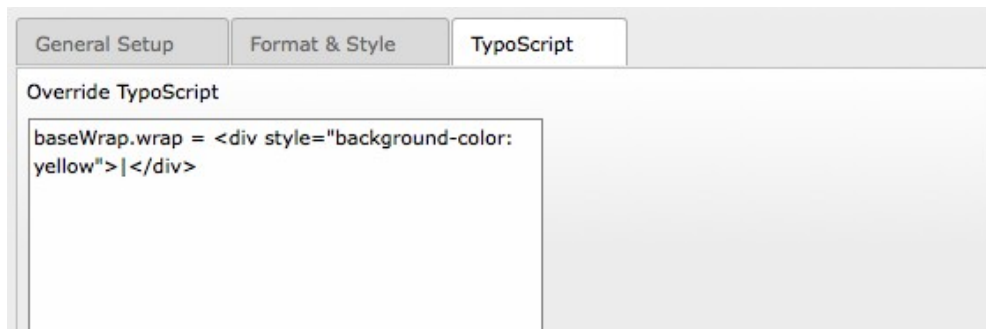 General Setup Format & Style TypoScript
Override TypoScript
baseWrap.wrap = <div style="background-color:
yellow">|</div>